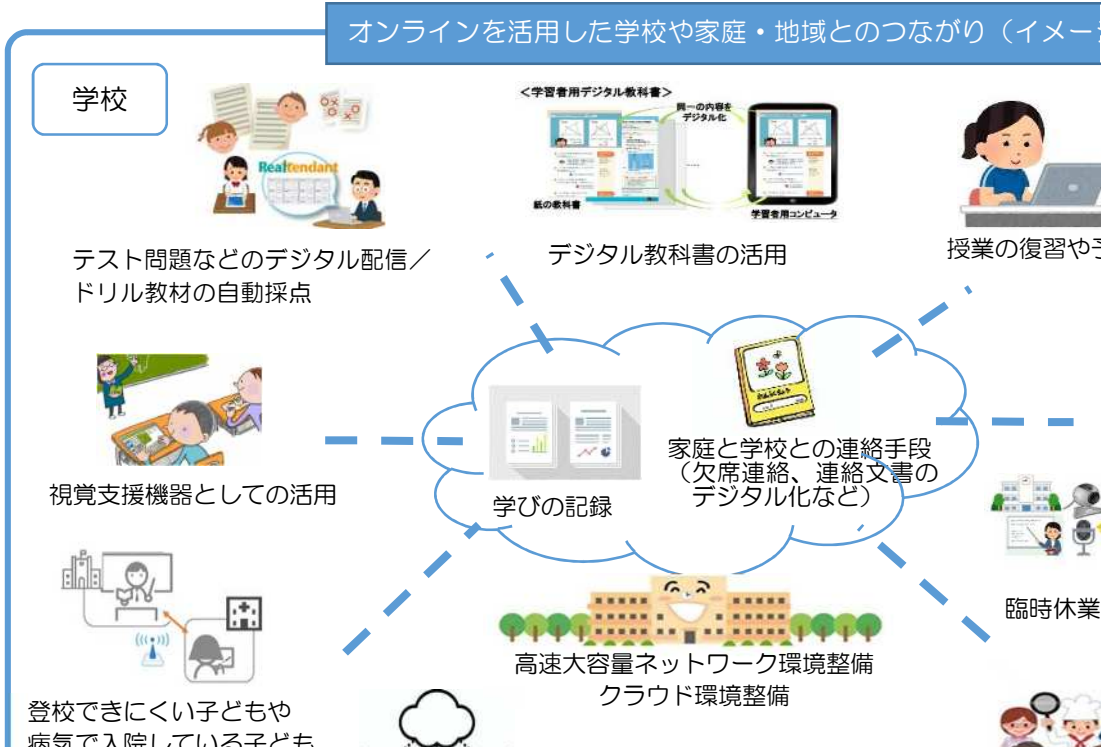 オンラインを活用した学校や家庭・地域とのつながり（イメー
学校
Realtendant
＜学習者用デジタル教科書＞
同一の内容を
デジタル化
紙の教科書
学習者用コンピュータ
テスト問題などのデジタル配信／
ドリル教材の自動採点
デジタル教科書の活用
授業の復習や
視覚支援機器としての活用
学びの記録
家庭と学校との連絡手段
（欠席連絡、連絡文書の
デジタル化など）
臨時休業
高速大容量ネットワーク環境整備
クラウド環境整備
登校できにくい子どもや
病気で入院している子ども